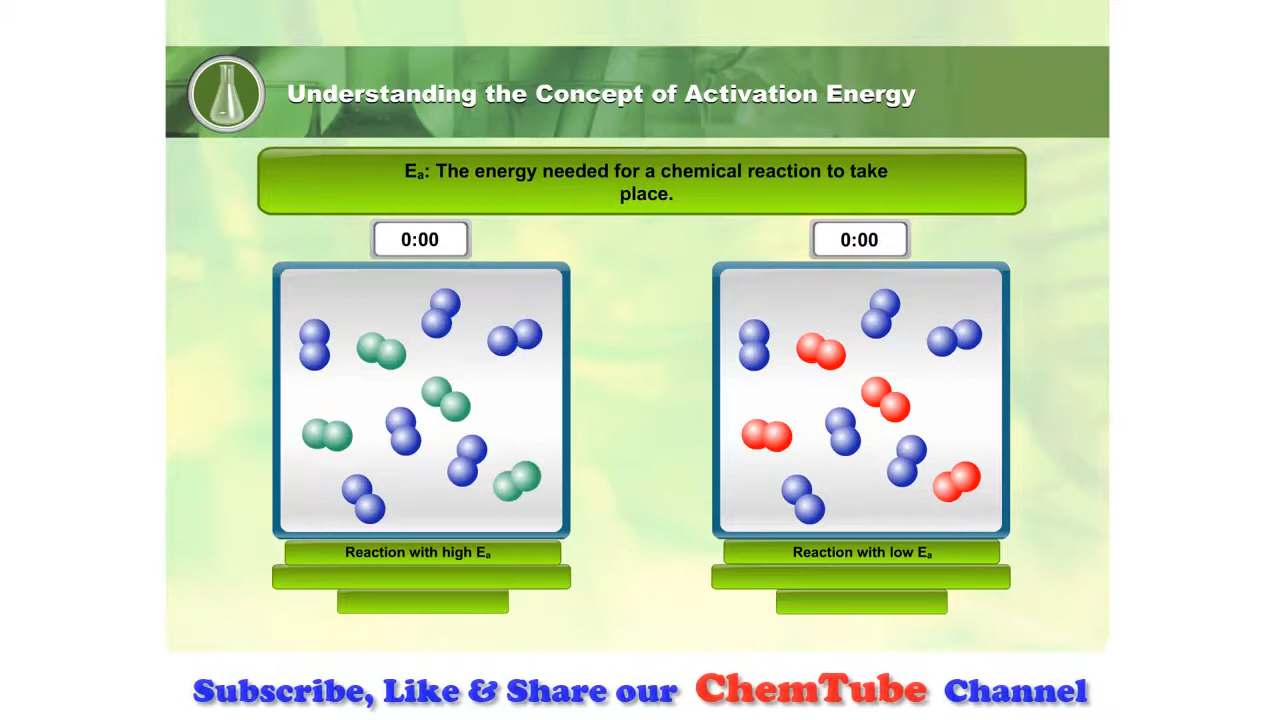 Understanding the Concept of Activation Energy
Eₐ: The energy needed for a chemical reaction to take
place.
0:00
0:00
Reaction with high Eₐ
Reaction with low Eₐ
Subscribe, Like & Share our ChemTube Channel